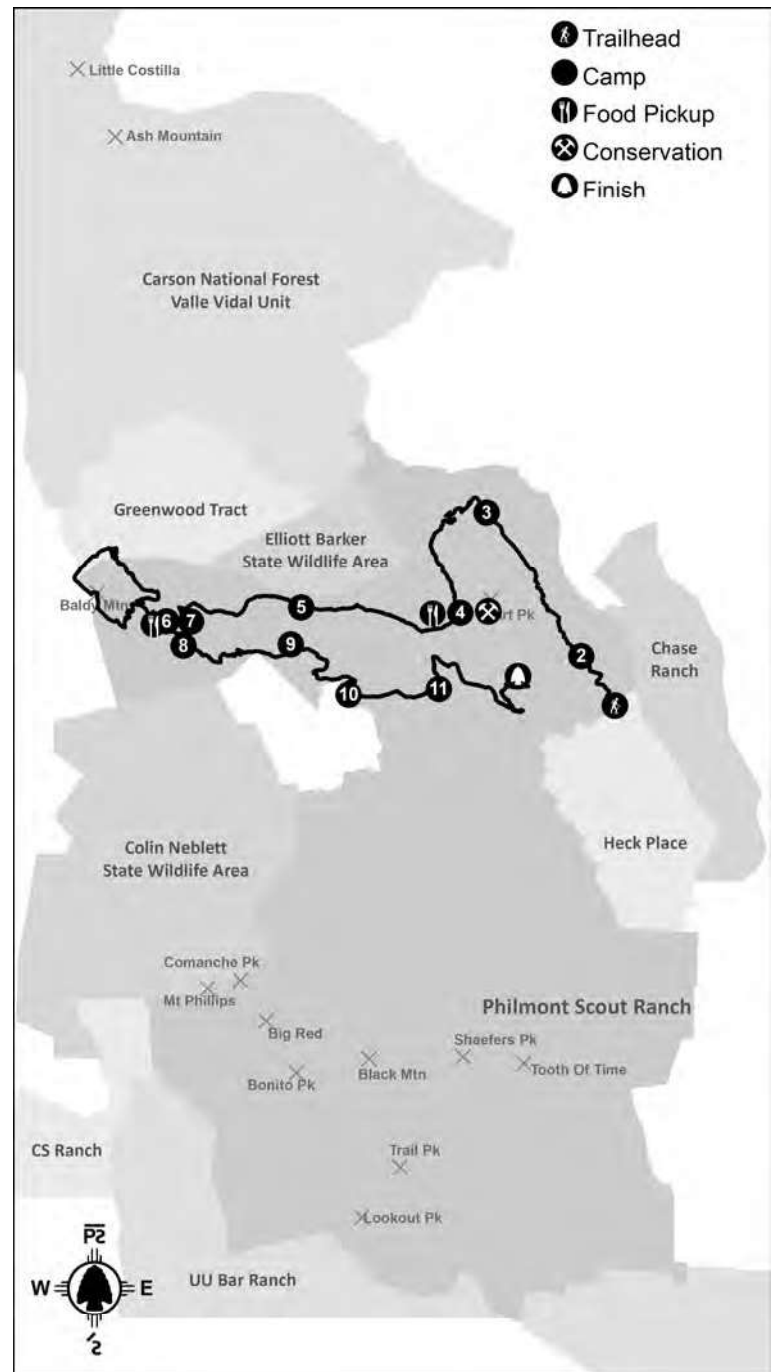 Trailhead
Camp
Food Pickup
Conservation
Finish
Little Costilla
Ash Mountain
Carson National Forest
Valle Vidal Unit
Greenwood Tract
Elliott Barker
State Wildlife Area
3
Baldy Mtn
6
7
5
4
rt Pk
8
9
2
Chase
Ranch
10
11
Heck Place
Colin Neblett
State Wildlife Area
Comanche Pk
Mt Phillips
Big Red
Philmont Scout Ranch
Shaefers Pk
Black Mtn
Tooth Of Time
Bonito Pk
CS Ranch
Trail Pk
Lookout Pk
W
E
UU Bar Ranch